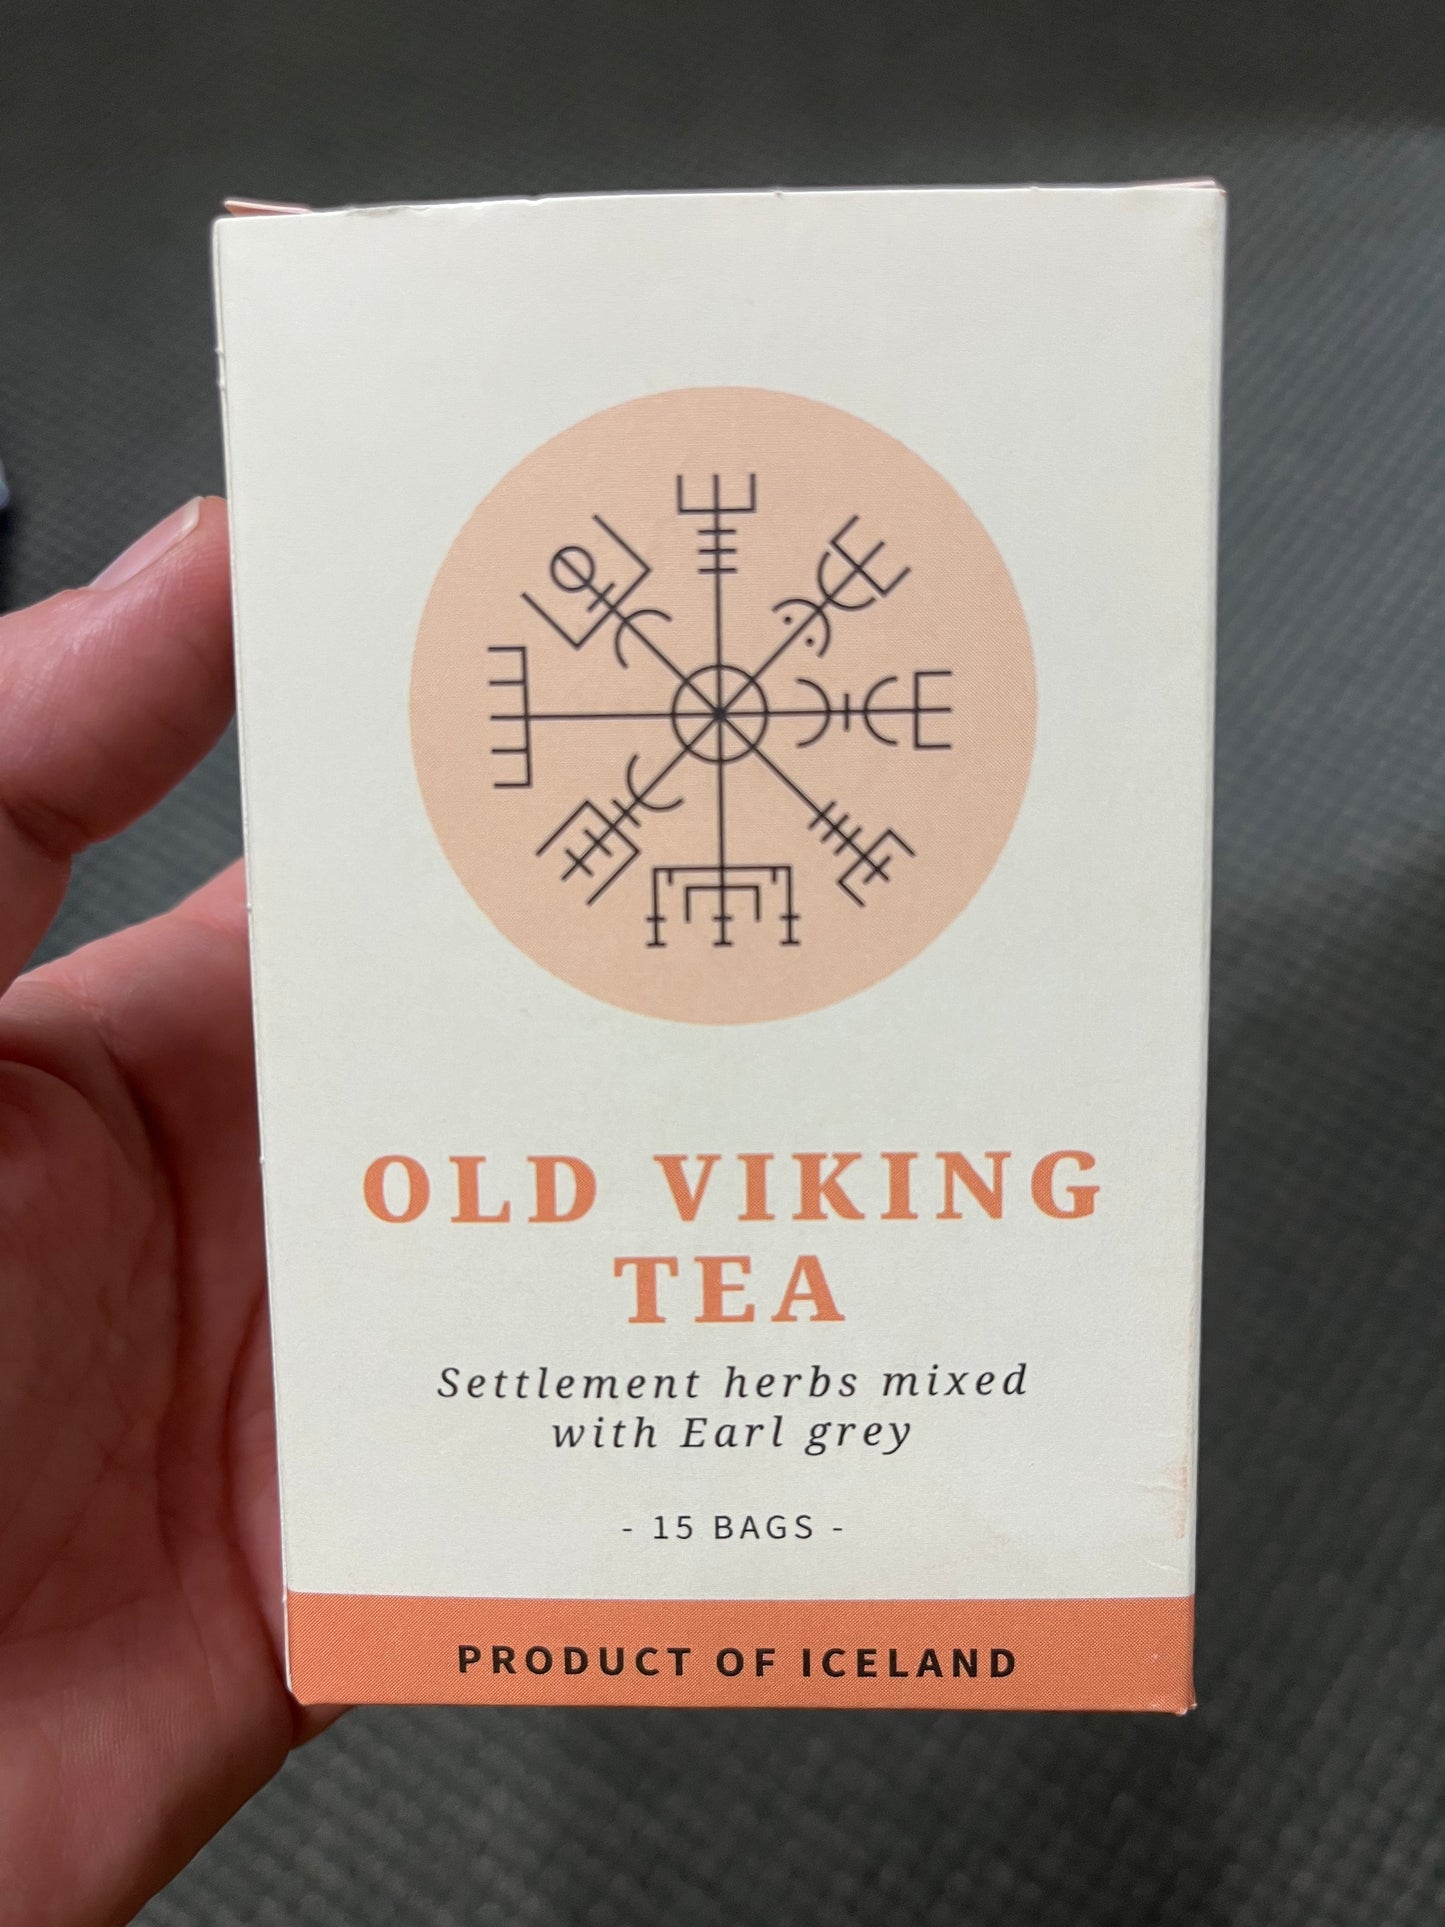 OLD VIKING
TEA
Settlement herbs mixed
with Earl grey
- 15 BAGS -
PRODUCT OF ICELAND